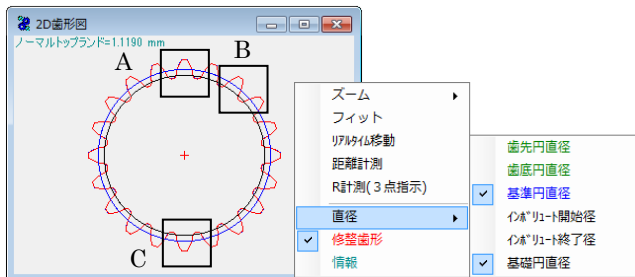 2D歯形図
ノーマルトップランド=1.1190 mm
A
B
C
ズーム
フィット
リアルタイム移動
距離計測
R計測(３点指示)
直径
修整歯形
情報
歯先円直径
歯底円直径
基準円直径
インボリュート開始径
インボリュート終了径
基礎円直径